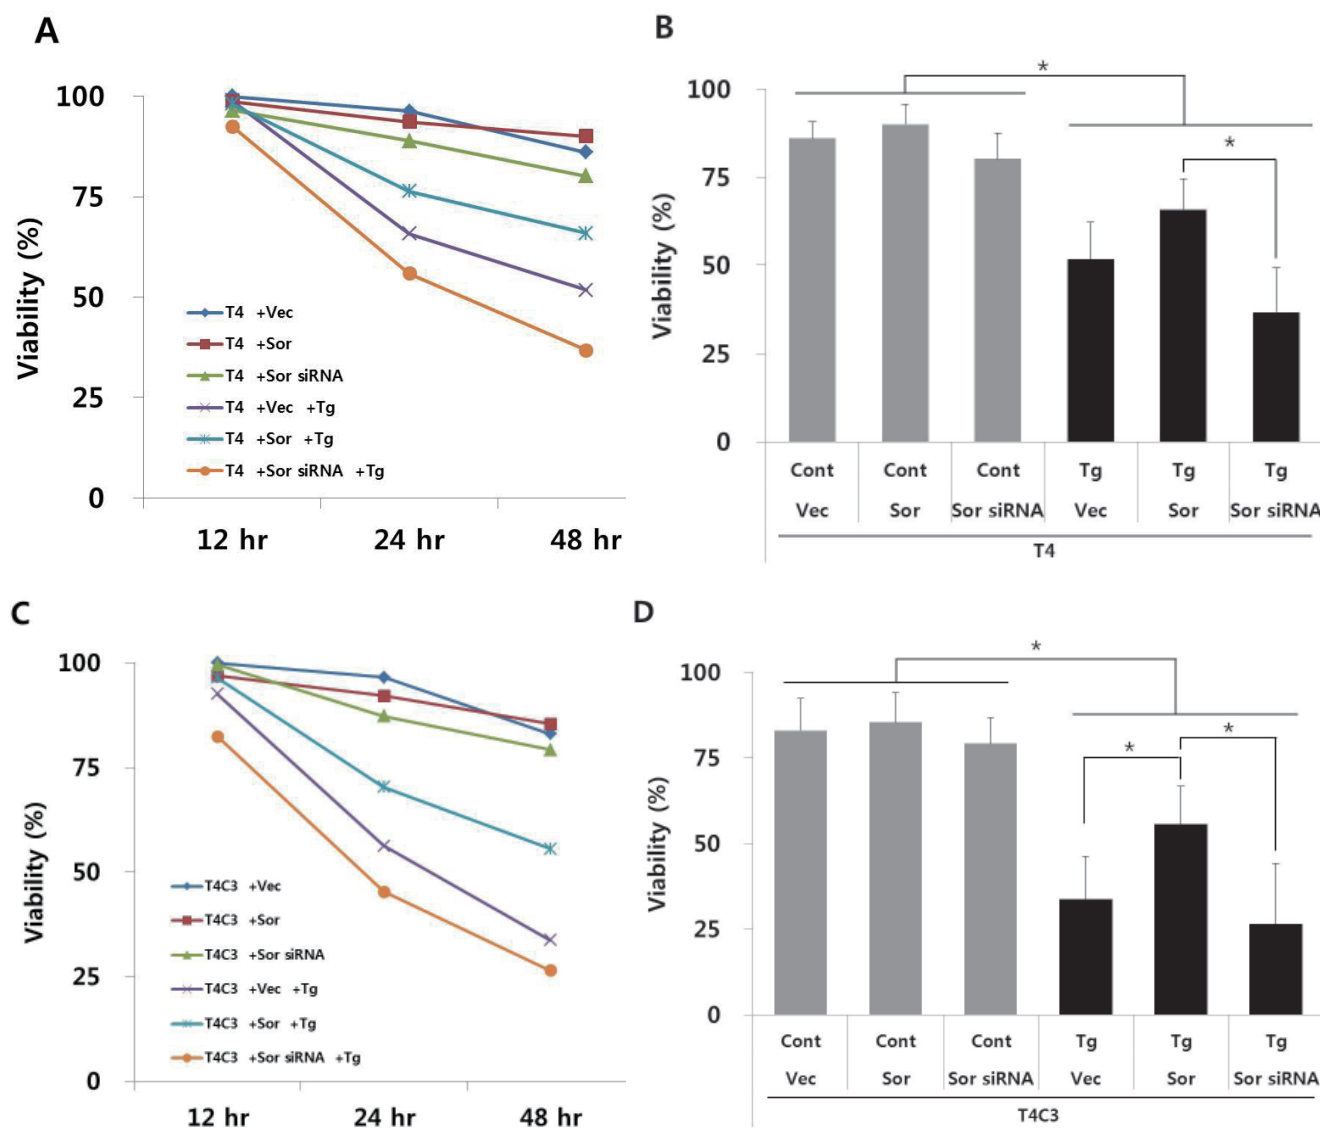 A
Viability (%)
100
75
50
25
0
T4 +Vec
T4 +Sor
T4 +Sor siRNA
T4 +Vec +Tg
T4 +Sor +Tg
T4 +Sor siRNA +Tg
12 hr 24 hr 48 hr
B
Viability (%)
100
75
50
25
0
*
*
Cont Cont Cont Tg Tg Tg
Vec Sor Sor siRNA Vec Sor Sor siRNA
T4
C
Viability (%)
100
75
50
25
0
T4C3 +Vec
T4C3 +Sor
T4C3 +Sor siRNA
T4C3 +Vec +Tg
T4C3 +Sor +Tg
T4C3 +Sor siRNA +Tg
12 hr 24 hr 48 hr
D
Viability (%)
100
75
50
25
0
*
*
*
Cont Cont Cont Tg Tg Tg
Vec Sor Sor siRNA Vec Sor Sor siRNA
T4C3